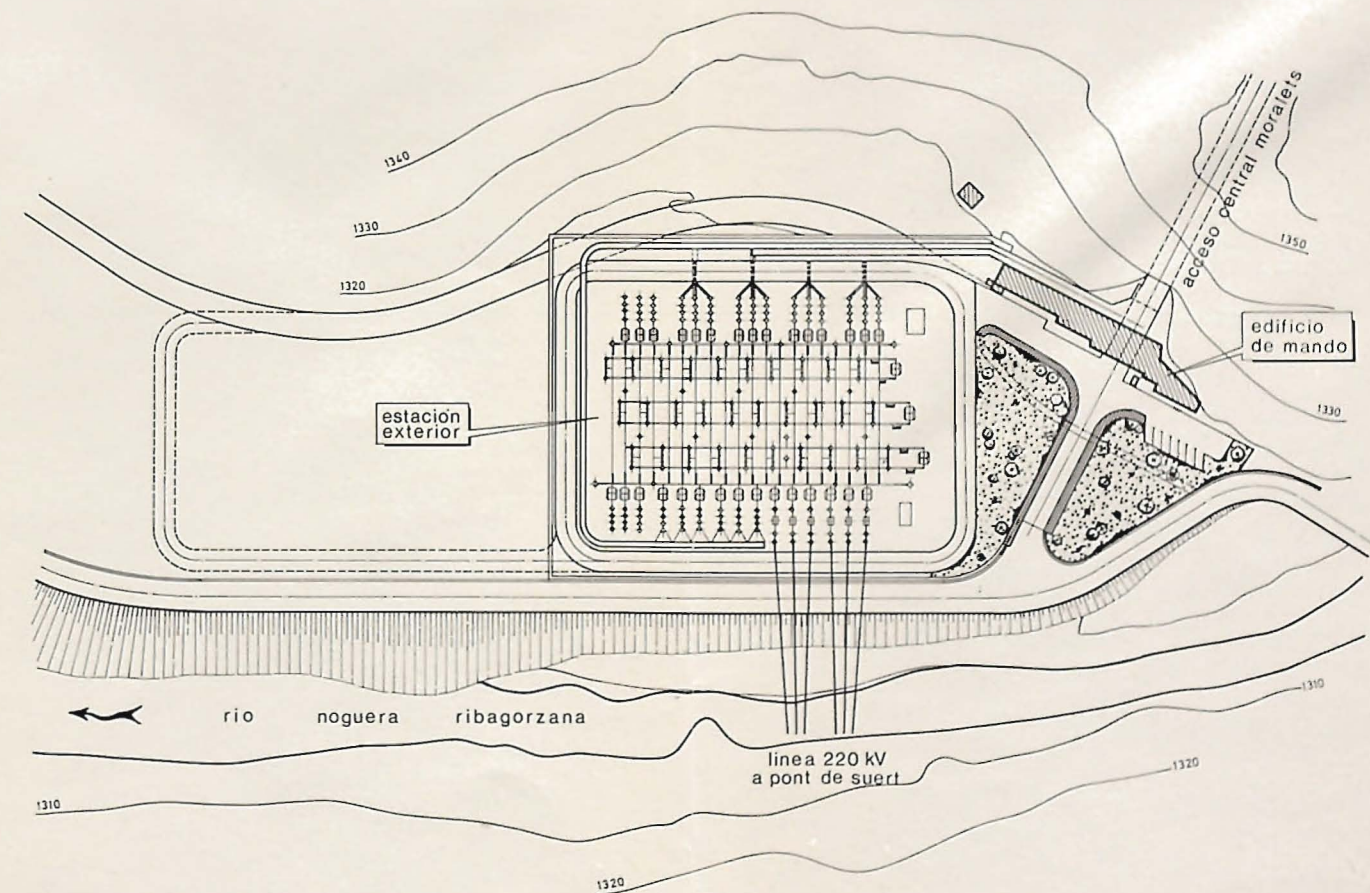 1340
1330
1320
acceso central moralets
1350
edificio
de mando
1330
estación
exterior
rio noguera ribagorzana
1310
linea 220 kV
a pont de suert
1320
1310
1320